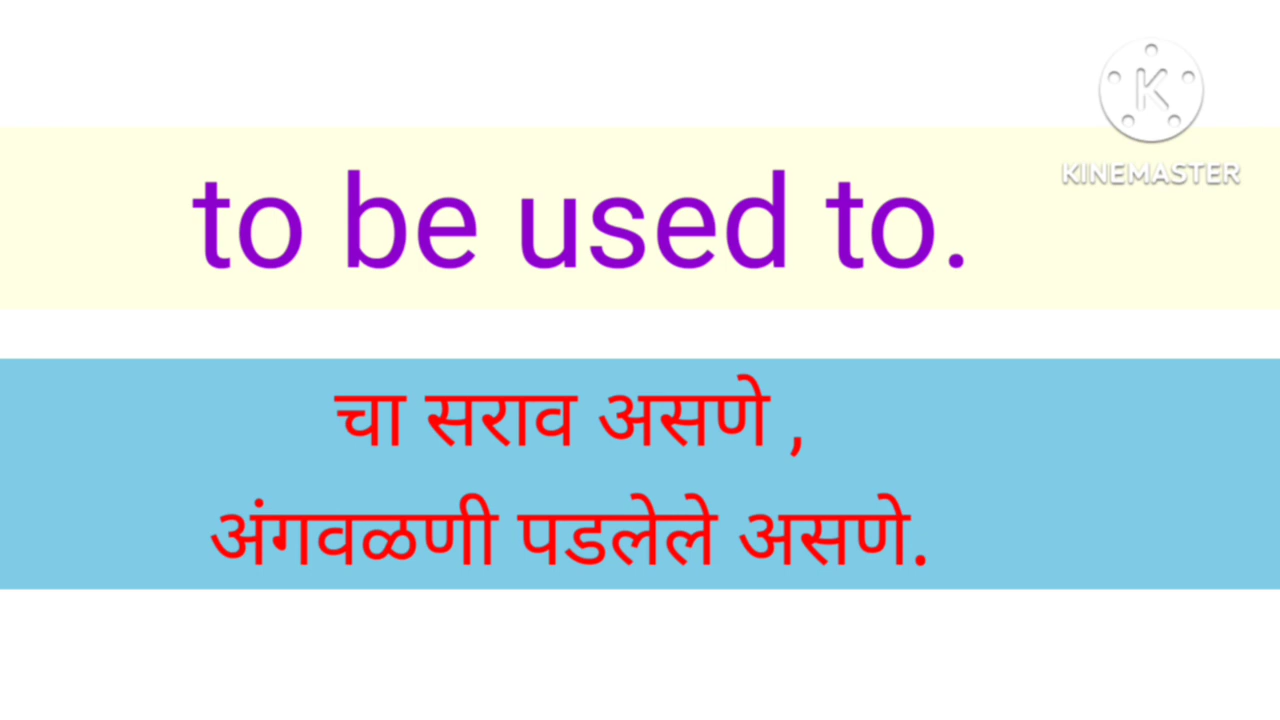 K
KINEMASTER
to be used to.
चा सराव असणे ,
अंगवळणी पडलेले असणे.